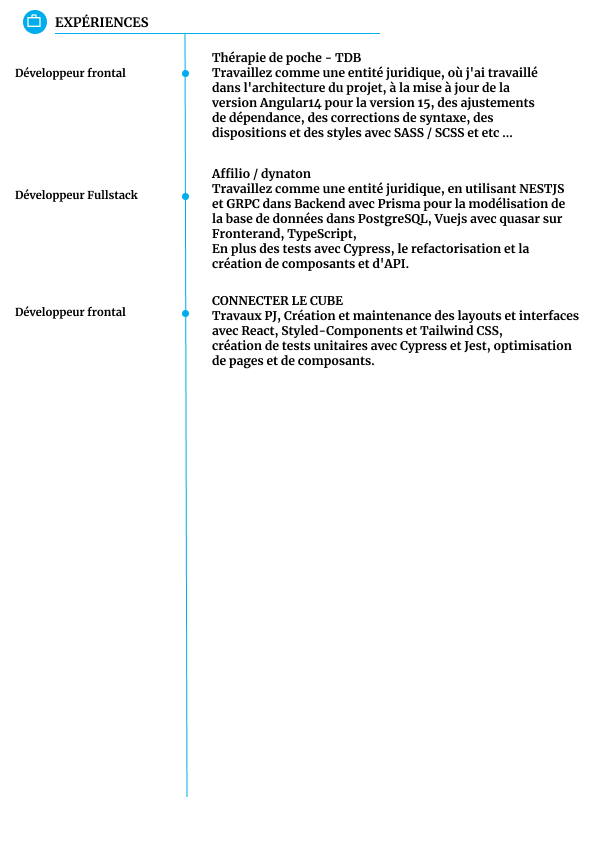 EXPÉRIENCES
Développeur frontal
Thérapie de poche - TDB
Travaillez comme une entité juridique, où j'ai travaillé
dans l'architecture du projet, à la mise à jour de la
version Angular14 pour la version 15, des ajustements
de dépendance, des corrections de syntaxe, des
dispositions et des styles avec SASS / SCSS et etc ...
Développeur Fullstack
Affilio / dynaton
Travaillez comme une entité juridique, en utilisant NESTJS
et GRPC dans Backend avec Prisma pour la modélisation de
la base de données dans PostgreSQL, Vuejs avec quasar sur
Fronterand, TypeScript,
En plus des tests avec Cypress, le refactorisation et la
création de composants et d'API.
Développeur frontal
CONNECTER LE CUBE
Travaux PJ, Création et maintenance des layouts et interfaces
avec React, Styled-Components et Tailwind CSS,
création de tests unitaires avec Cypress et Jest, optimisation
de pages et de composants.